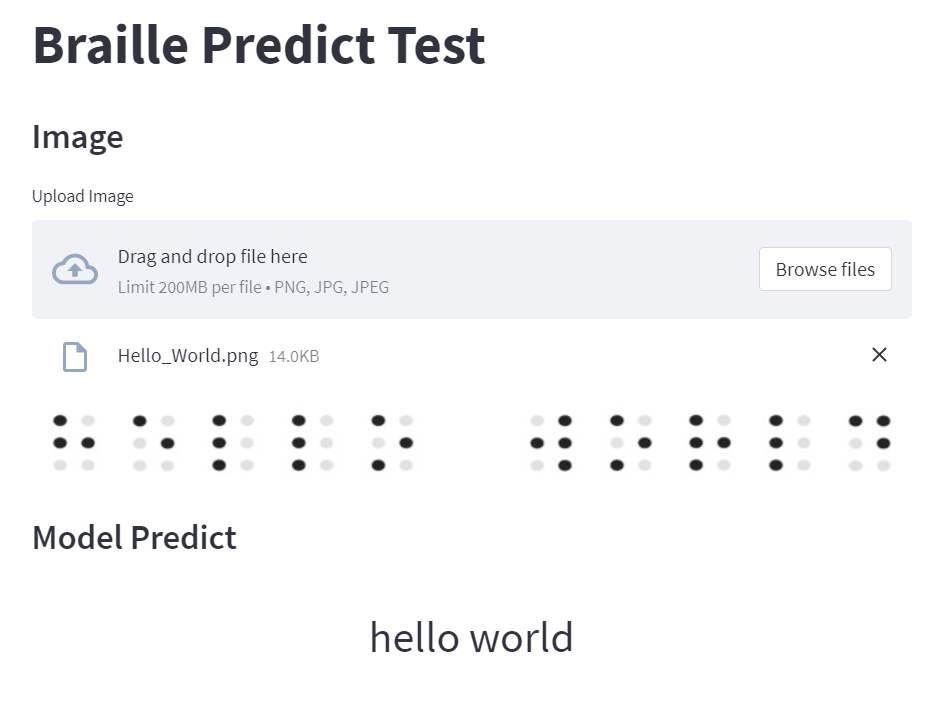 Braille Predict Test
Image
Upload Image
Drag and drop file here
Limit 200MB per file • PNG, JPG, JPEG
Browse files
Hello_World.png 14.0KB
⠓⠑⠇⠇⠕ ⠺⠕⠗⠇⠙
Model Predict
hello world